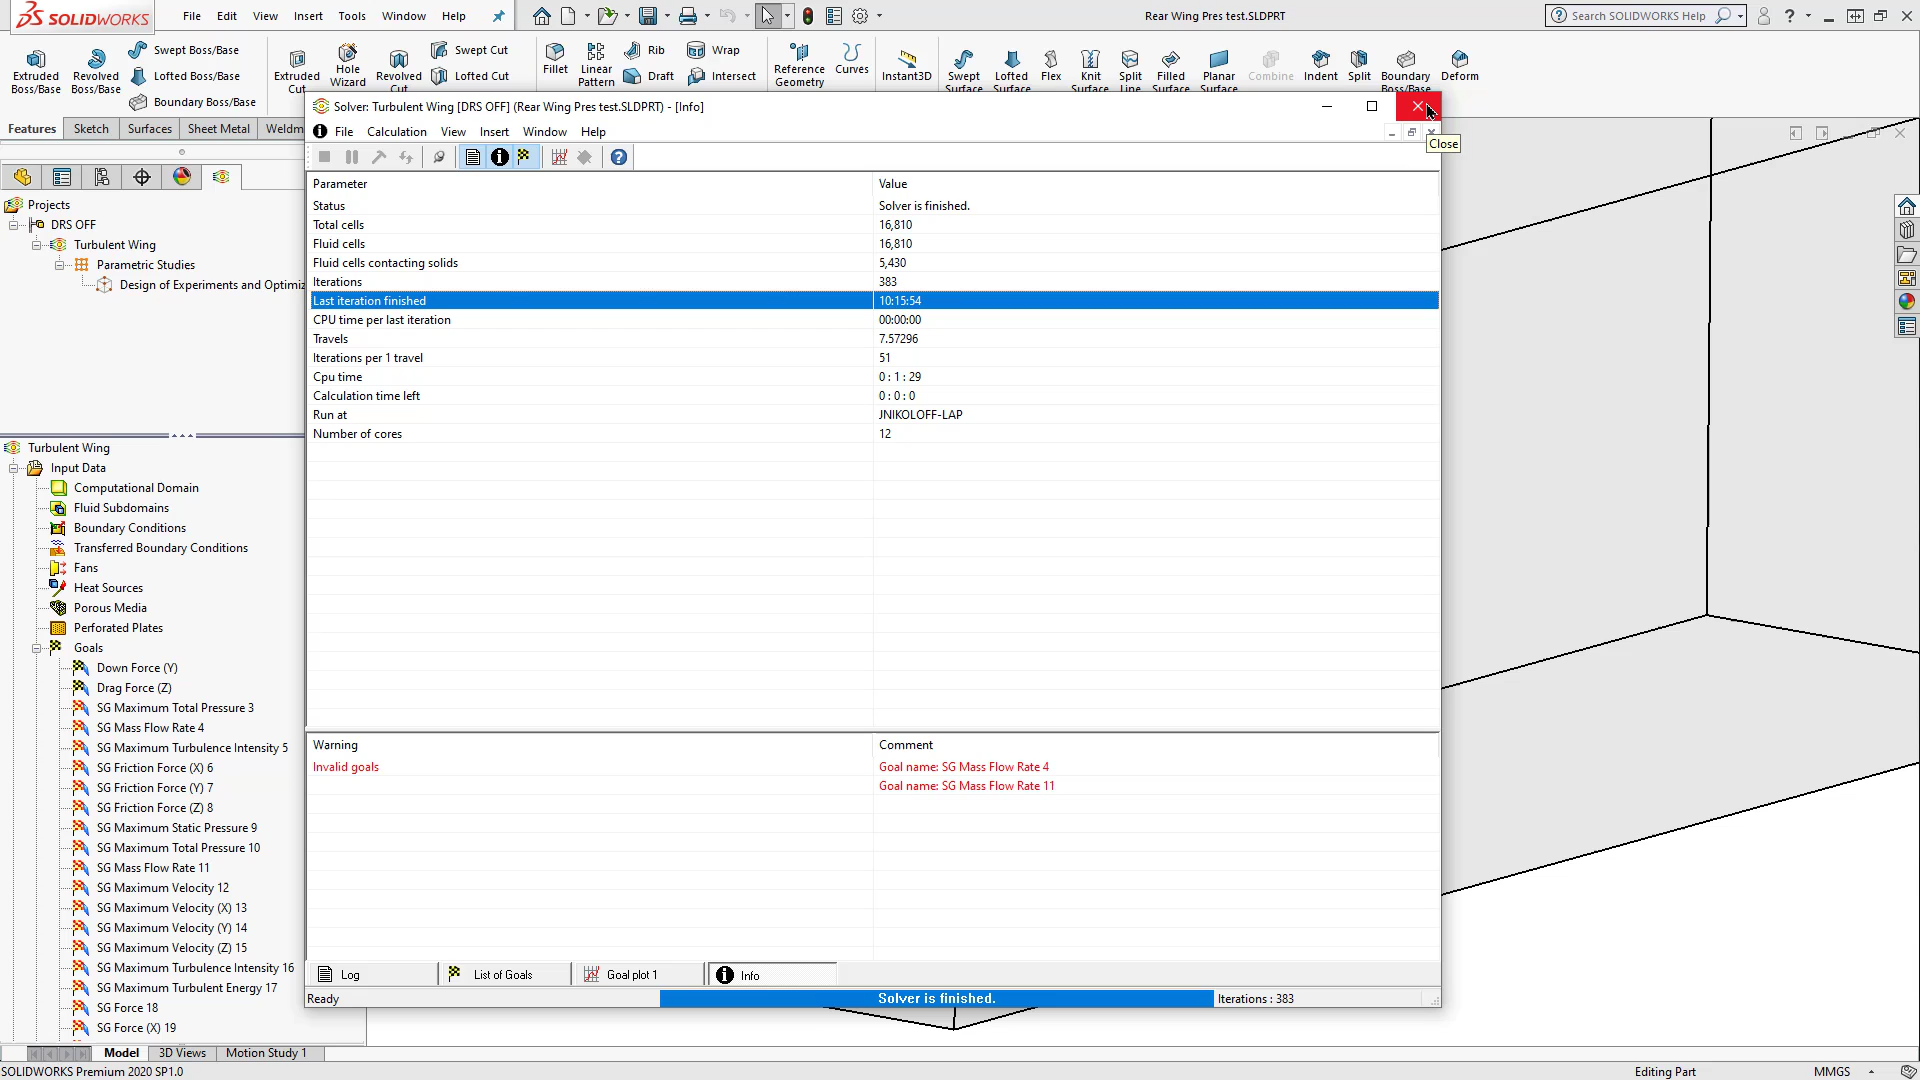 SOLIDWORKS
File Edit View Insert Tools Window Help
Rear Wing Pres test.SLDPRT
Search SOLIDWORKS Help
Extruded Boss/Base
Revolved Boss/Base
Swept Boss/Base
Lofted Boss/Base
Boundary Boss/Base
Extruded Cut
Hole Wizard
Revolved Cut
Swept Cut
Lofted Cut
Fillet
Linear Pattern
Rib
Draft
Wrap
Intersect
Reference Geometry
Curves
Instant3D
Swept Surface
Lofted Surface
Flex
Knit Surface
Split Line
Filled Surface
Planar Surface
Combine
Indent
Split
Boundary Boss/Base
Deform
Features Sketch Surfaces Sheet Metal Weldm
Projects
DRS OFF
Turbulent Wing
Parametric Studies
Design of Experiments and Optimiz
Turbulent Wing
Input Data
Computational Domain
Fluid Subdomains
Boundary Conditions
Transferred Boundary Conditions
Fans
Heat Sources
Porous Media
Perforated Plates
Goals
Down Force (Y)
Drag Force (Z)
SG Maximum Total Pressure 3
SG Mass Flow Rate 4
SG Maximum Turbulence Intensity 5
SG Friction Force (X) 6
SG Friction Force (Y) 7
SG Friction Force (Z) 8
SG Maximum Static Pressure 9
SG Maximum Total Pressure 10
SG Mass Flow Rate 11
SG Maximum Velocity 12
SG Maximum Velocity (X) 13
SG Maximum Velocity (Y) 14
SG Maximum Velocity (Z) 15
SG Maximum Turbulence Intensity 16
SG Maximum Turbulent Energy 17
SG Force 18
SG Force (X) 19
Solver: Turbulent Wing [DRS OFF] (Rear Wing Pres test.SLDPRT) - [Info]
File Calculation View Insert Window Help
Close
Parameter Value
Status Solver is finished.
Total cells 16,810
Fluid cells 16,810
Fluid cells contacting solids 5,430
Iterations 383
Last iteration finished 10:15:54
CPU time per last iteration 00:00:00
Travels 7.57296
Iterations per 1 travel 51
Cpu time 0 : 1 : 29
Calculation time left 0 : 0 : 0
Run at JNIKOLOFF-LAP
Number of cores 12
Warning Comment
Invalid goals Goal name: SG Mass Flow Rate 4
Goal name: SG Mass Flow Rate 11
Log List of Goals Goal plot 1 Info
Ready Solver is finished. Iterations : 383
Model 3D Views Motion Study 1
SOLIDWORKS Premium 2020 SP1.0 Editing Part MMGS